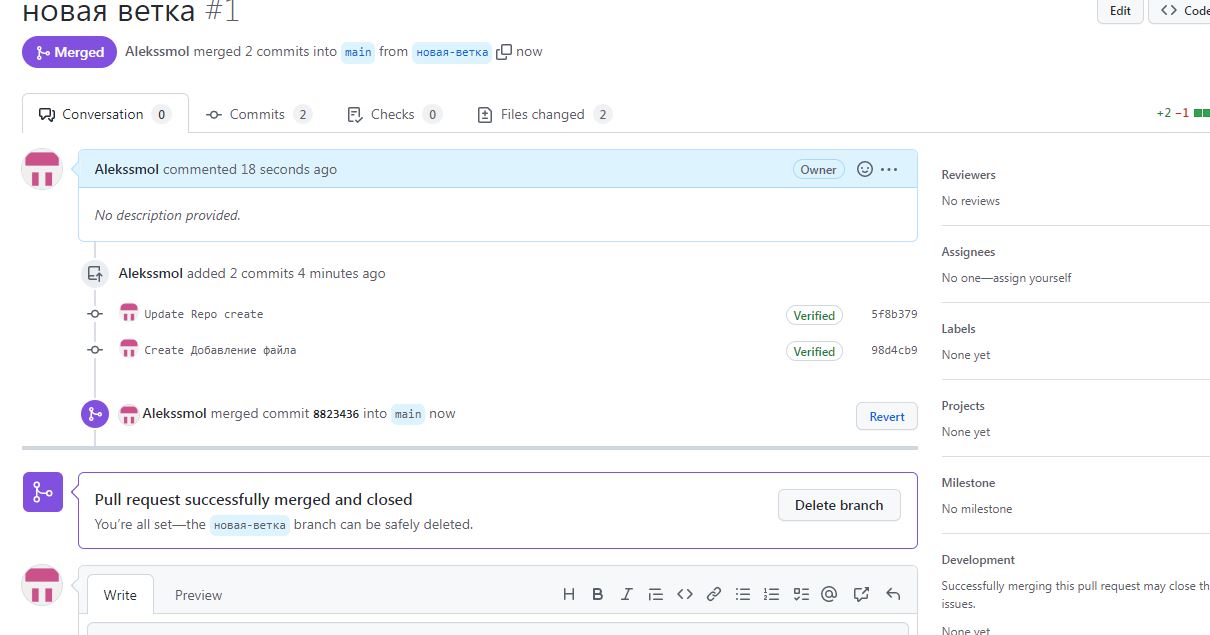 новая ветка #1
Edit
Code
Merged
Alekssmol merged 2 commits into main from новая-ветка now
Conversation 0
Commits 2
Checks 0
Files changed 2
+2 −1
Alekssmol commented 18 seconds ago
Owner
No description provided.
Alekssmol added 2 commits 4 minutes ago
Update Repo create
Verified
5f8b379
Create Добавление файла
Verified
98d4cb9
Alekssmol merged commit 8823436 into main now
Revert
Pull request successfully merged and closed
You’re all set—the новая-ветка branch can be safely deleted.
Delete branch
Write
Preview
Reviewers
No reviews
Assignees
No one—assign yourself
Labels
None yet
Projects
None yet
Milestone
No milestone
Development
Successfully merging this pull request may close th
issues.
None yet